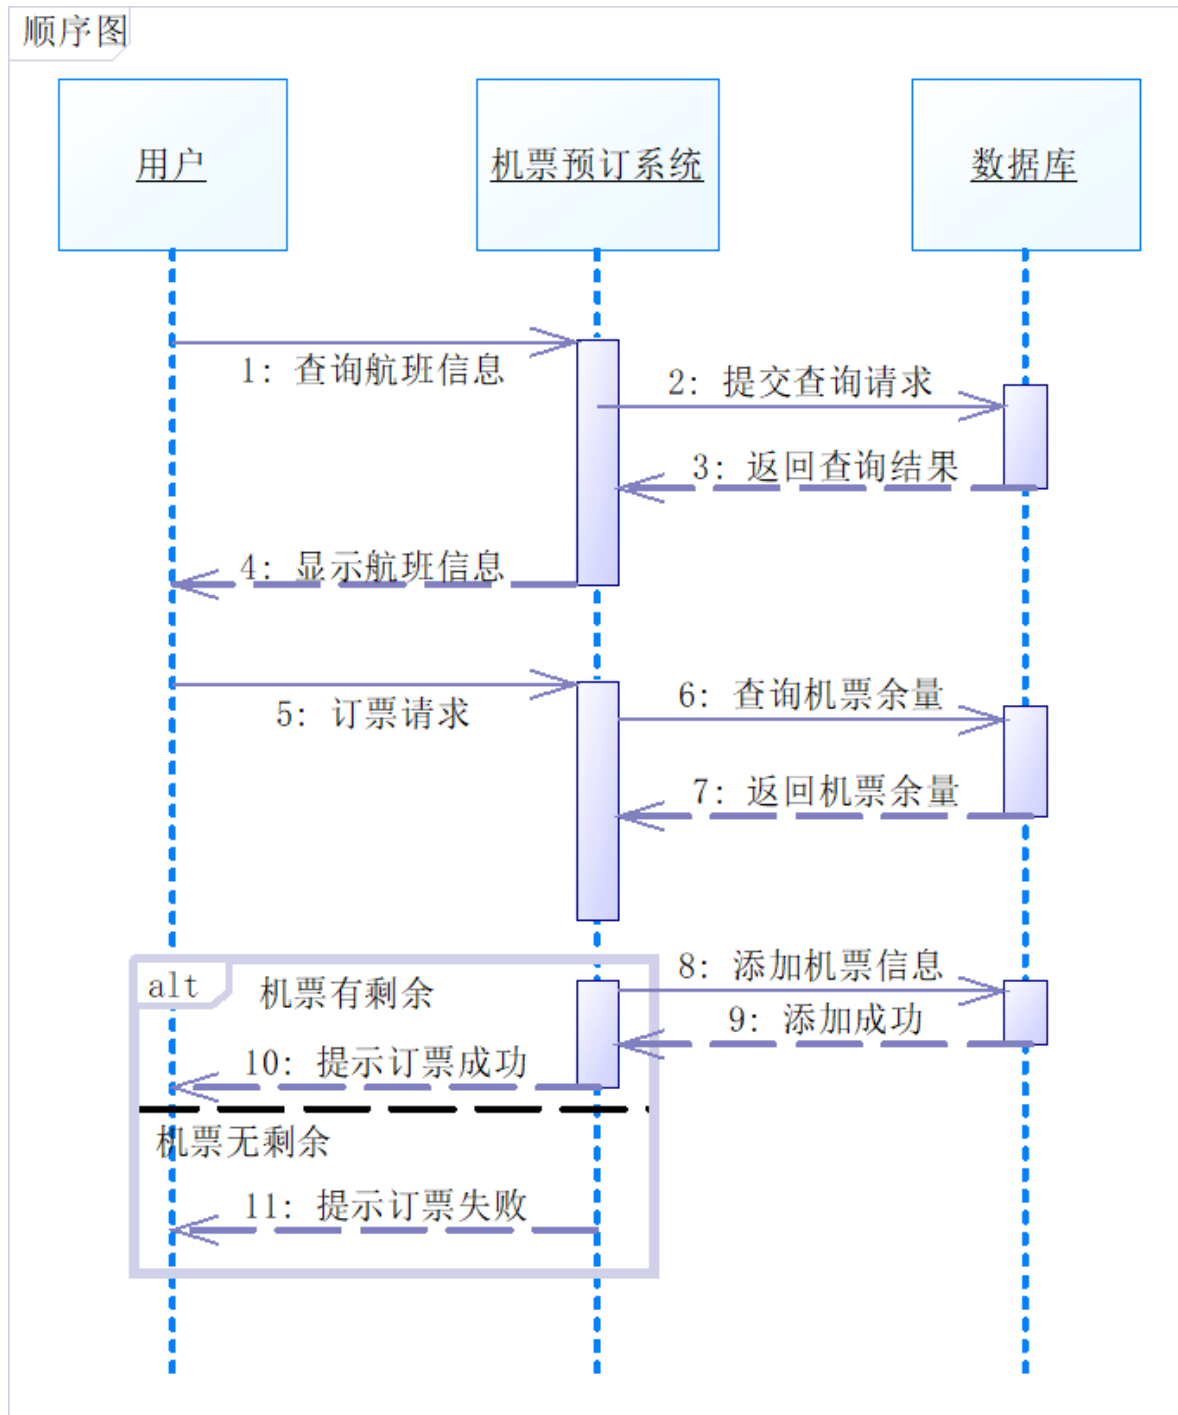 顺序图
用户
机票预订系统
数据库
1: 查询航班信息
2: 提交查询请求
3: 返回查询结果
4: 显示航班信息
5: 订票请求
6: 查询机票余量
7: 返回机票余量
8: 添加机票信息
alt
机票有剩余
9: 添加成功
10: 提示订票成功
机票无剩余
11: 提示订票失败